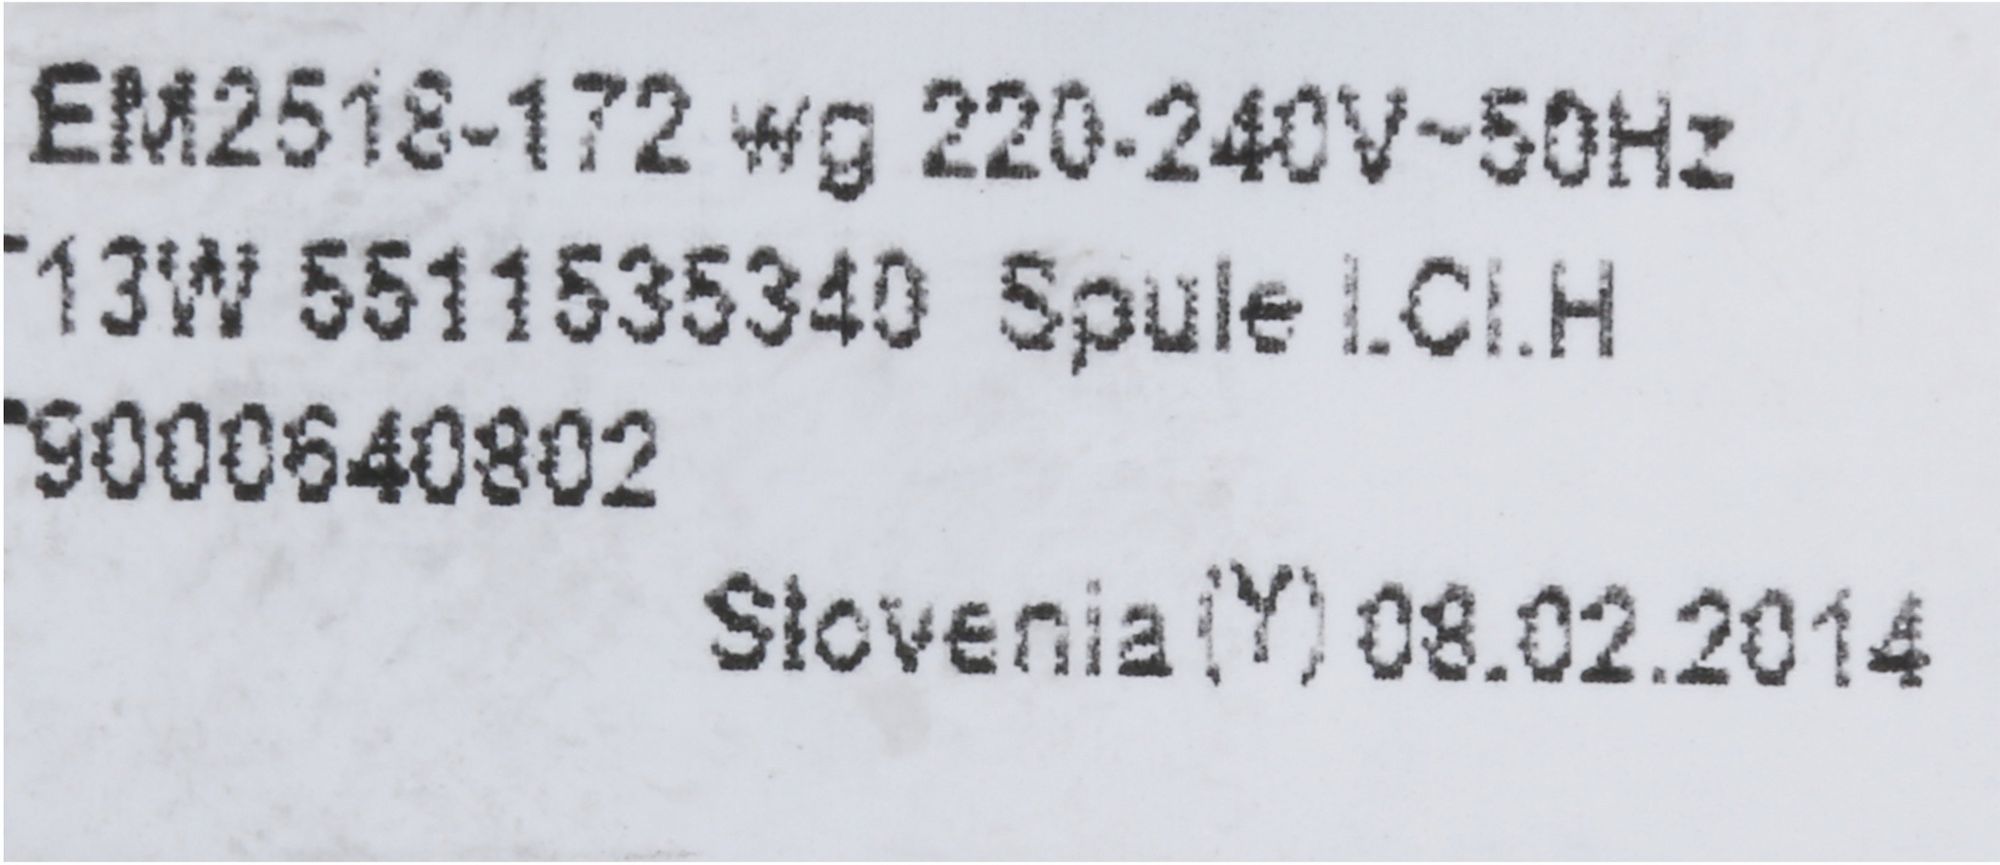 EM2518-172 wg 220-240V~50Hz
13W 5511535340 Spule I.Cl.H
9000640802
Slovenia (Y) 08.02.2014